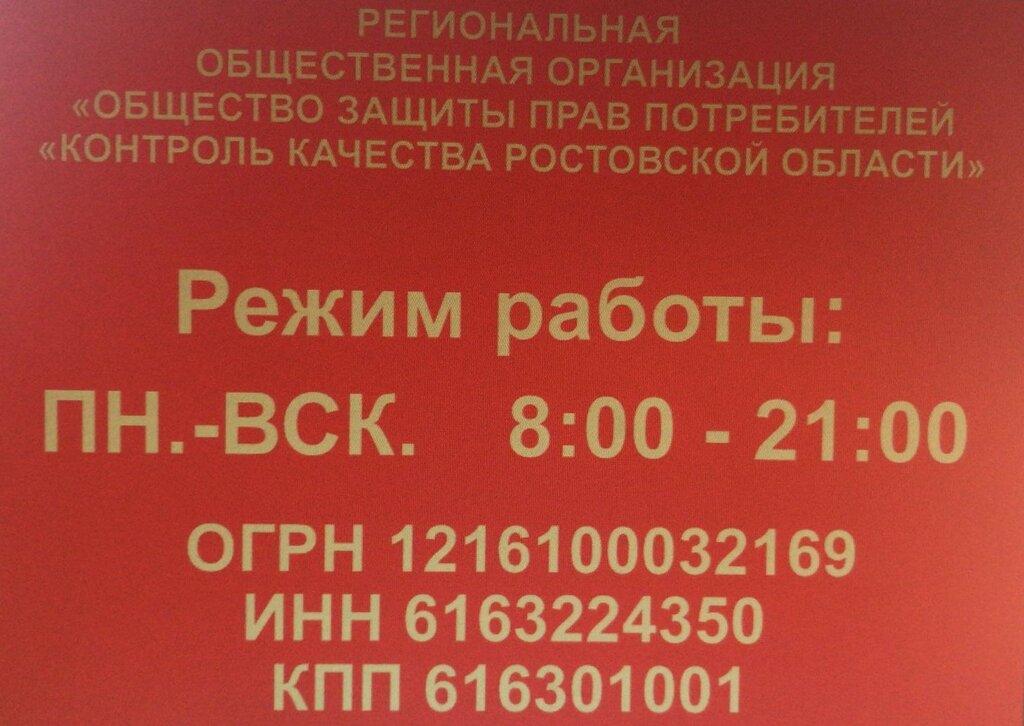 РЕГИОНАЛЬНАЯ
ОБЩЕСТВЕННАЯ ОРГАНИЗАЦИЯ
«ОБЩЕСТВО ЗАЩИТЫ ПРАВ ПОТРЕБИТЕЛЕЙ
«КОНТРОЛЬ КАЧЕСТВА РОСТОВСКОЙ ОБЛАСТИ»
Режим работы:
ПН.-ВСК. 8:00 - 21:00
ОГРН 1216100032169
ИНН 6163224350
КПП 616301001